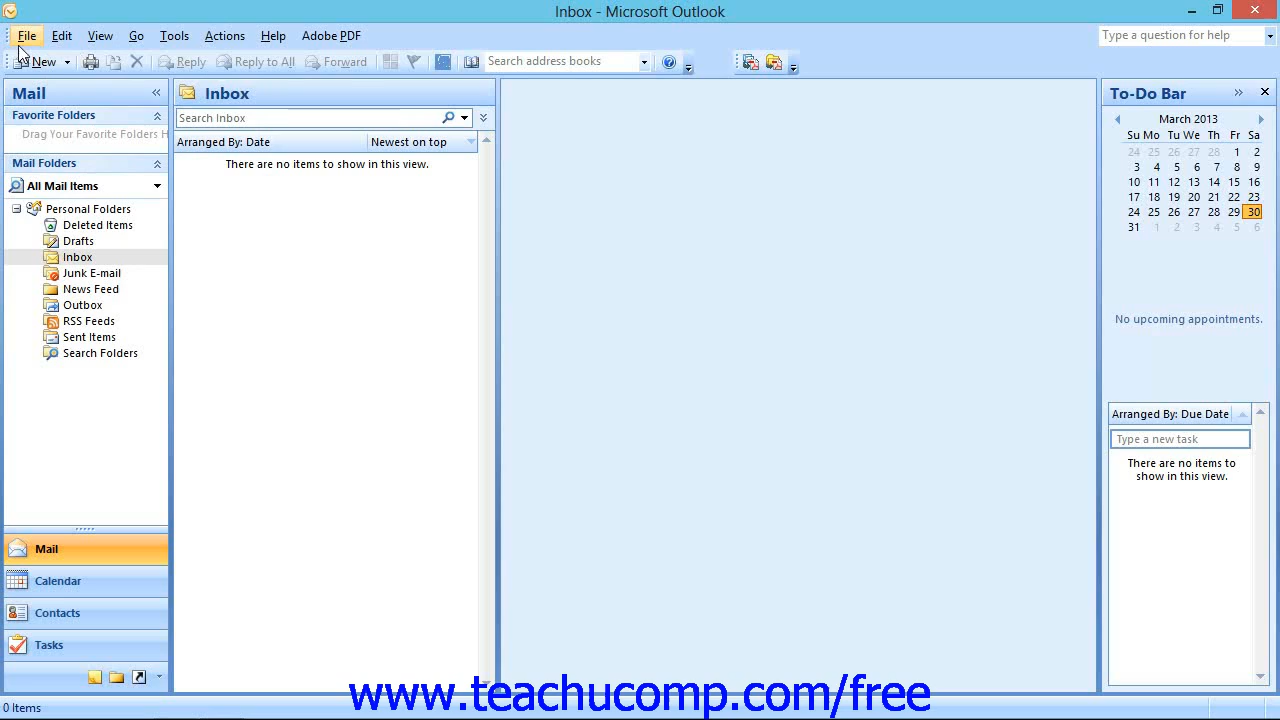 Inbox - Microsoft Outlook
File Edit View Go Tools Actions Help Adobe PDF
Type a question for help
New Reply Reply to All Forward Search address books
Mail
Favorite Folders
Drag Your Favorite Folders H
Mail Folders
All Mail Items
Personal Folders
Deleted Items
Drafts
Inbox
Junk E-mail
News Feed
Outbox
RSS Feeds
Sent Items
Search Folders
Mail
Calendar
Contacts
Tasks
0 Items
Inbox
Search Inbox
Arranged By: Date Newest on top
There are no items to show in this view.
To-Do Bar
March 2013
Su Mo Tu We Th Fr Sa
24 25 26 27 28 1 2
3 4 5 6 7 8 9
10 11 12 13 14 15 16
17 18 19 20 21 22 23
24 25 26 27 28 29 30
31 1 2 3 4 5 6
No upcoming appointments.
Arranged By: Due Date
Type a new task
There are no items to
show in this view.
www.teachucomp.com/free